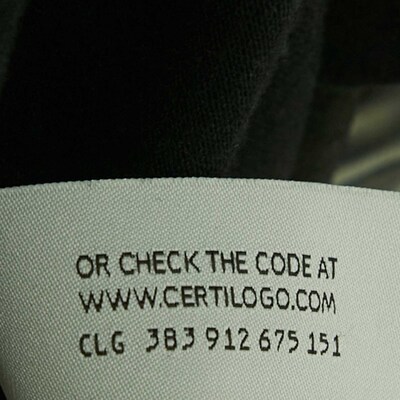 OR CHECK THE CODE AT
WWW.CERTILOGO.COM
CLG 383 912 675 151